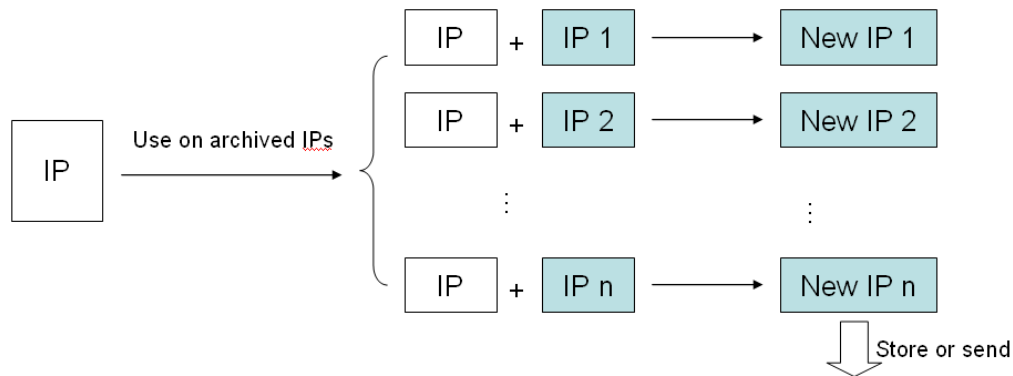 IP + IP 1 New IP 1
IP + IP 2 New IP 2
Use on archived IPs
IP
⋮ ⋮
IP + IP n New IP n
Store or send